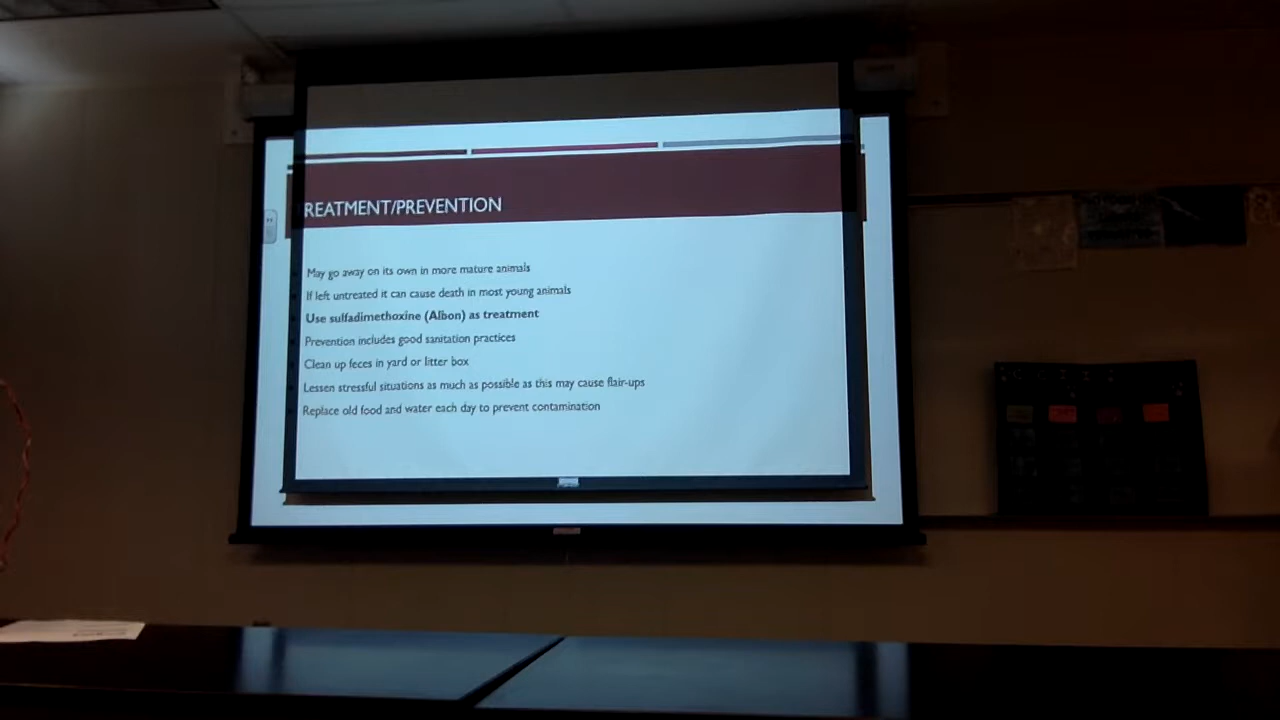 REATMENT/PREVENTION
May go away on its own in more mature animals
If left untreated it can cause death in most young animals
Use sulfadimethoxine (Albon) as treatment
Prevention includes good sanitation practices
Clean up feces in yard or litter box
Lessen stressful situations as much as possible as this may cause flair-ups
Replace old food and water each day to prevent contamination